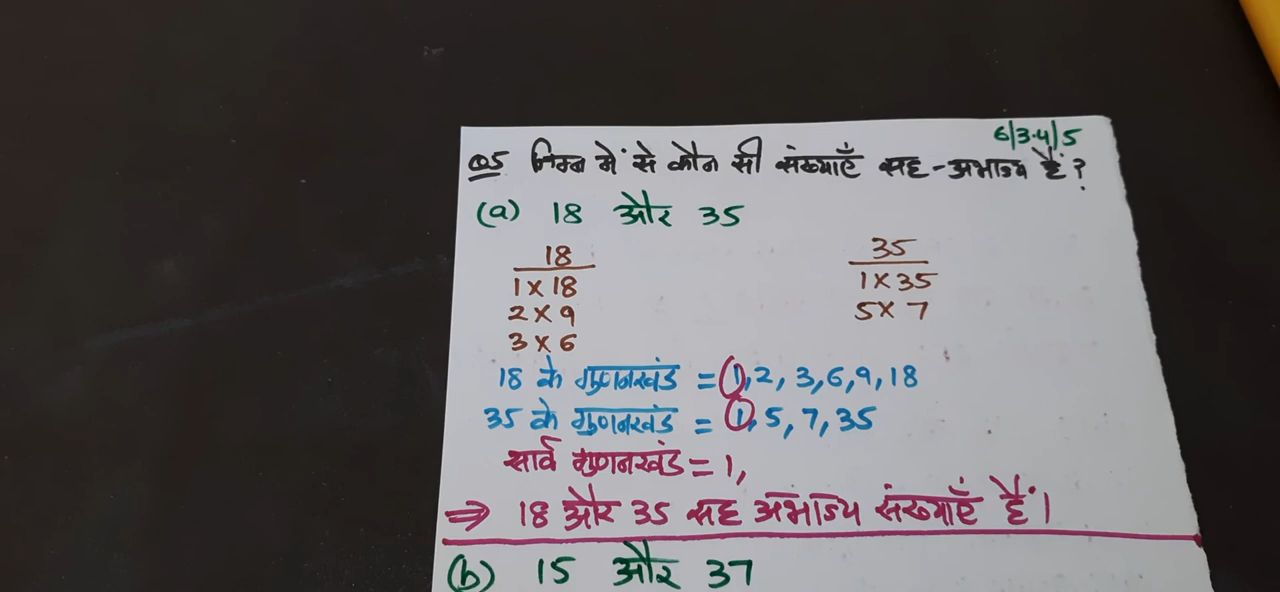 6/3.4/5
Q5 निम्न में से कौन सी संख्याएँ सह-अभाज्य हैं?
(a) 18 और 35
18 35
1×18 1×35
2×9 5×7
3×6
18 के गुणनखंड = 1, 2, 3, 6, 9, 18
35 के गुणनखंड = 1, 5, 7, 35
सार्व गुणनखंड = 1,
⇒ 18 और 35 सह अभाज्य संख्याएँ हैं।
(b) 15 और 37